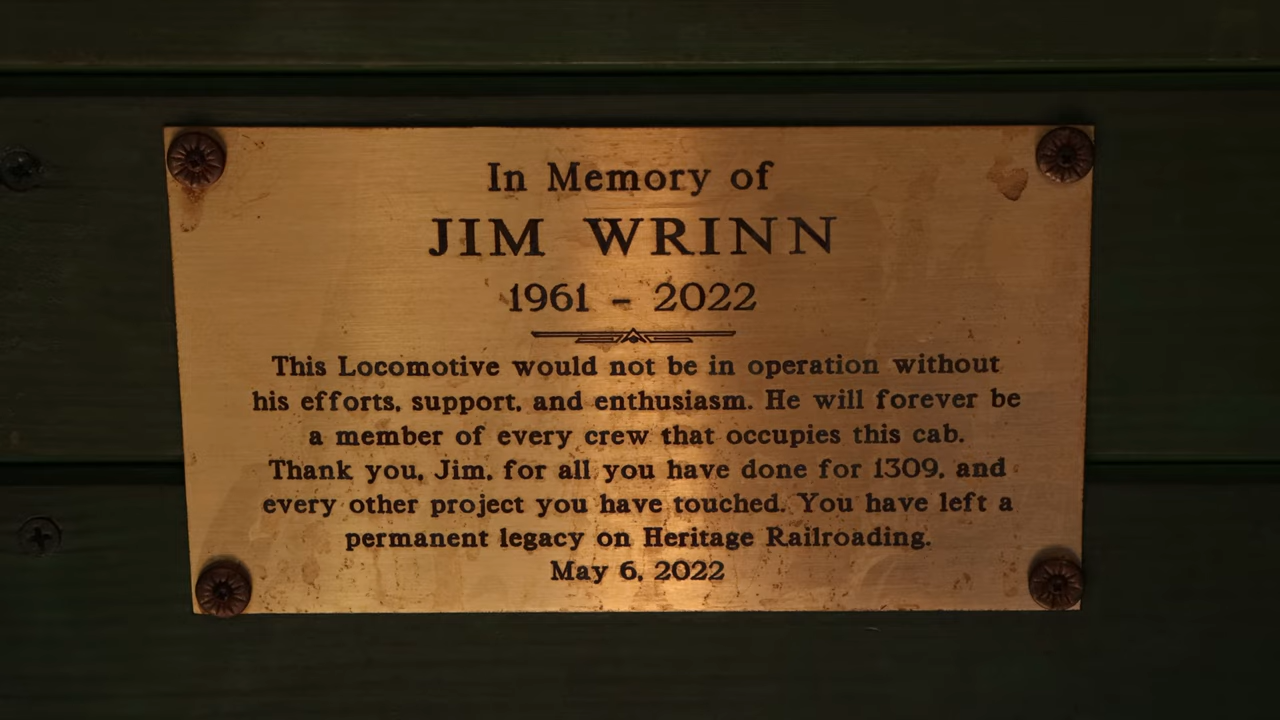 In Memory of
JIM WRINN
1961 - 2022
This Locomotive would not be in operation without
his efforts, support, and enthusiasm. He will forever be
a member of every crew that occupies this cab.
Thank you, Jim, for all you have done for 1309, and
every other project you have touched. You have left a
permanent legacy on Heritage Railroading.
May 6, 2022